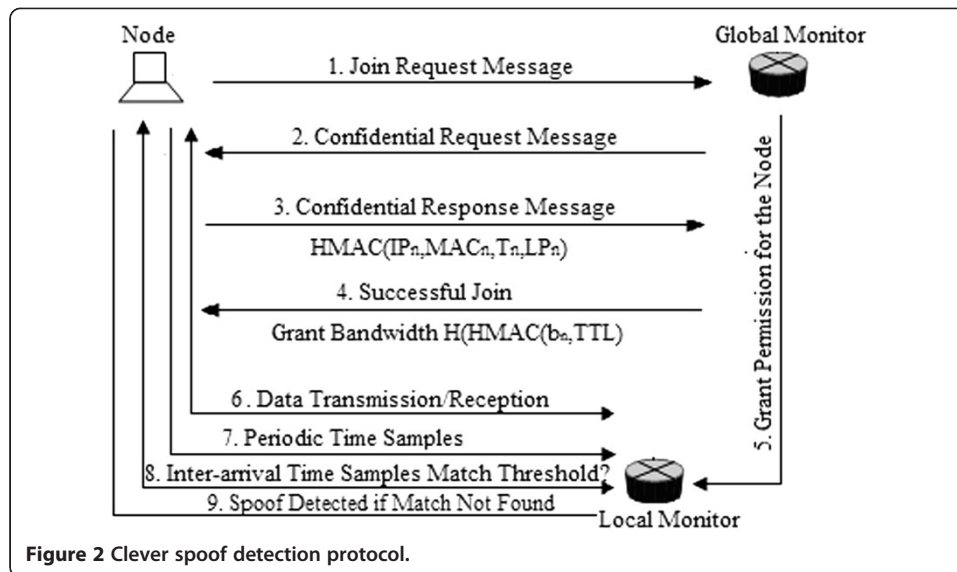 Node
Global Monitor
1. Join Request Message
2. Confidential Request Message
3. Confidential Response Message
HMAC(IPₙ,MACₙ,Tₙ,LPₙ)
4. Successful Join
Grant Bandwidth H(HMAC(bₙ,TTL)
5. Grant Permission for the Node
6. Data Transmission/Reception
7. Periodic Time Samples
8. Inter-arrival Time Samples Match Threshold?
9. Spoof Detected if Match Not Found
Local Monitor
Figure 2 Clever spoof detection protocol.